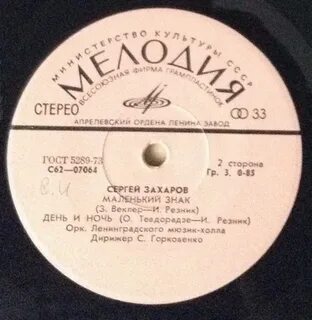 МИНИСТЕРСТВО КУЛЬТУРЫ СССР
МЕЛОДИЯ
ВСЕСОЮЗНАЯ ФИРМА ГРАМПЛАСТИНОК
СТЕРЕО
33
АПРЕЛЕВСКИЙ ОРДЕНА ЛЕНИНА ЗАВОД
ГОСТ 5289-73
С62—07064
2 сторона
Гр. 3. 0-85
СЕРГЕЙ ЗАХАРОВ
МАЛЕНЬКИЙ ЗНАК
(З. Векпер—И. Резник)
ДЕНЬ И НОЧЬ (О. Тевдорадзе—И. Резник)
Орк. Ленинградского мюзик-холла
Дирижер С. Горковенко